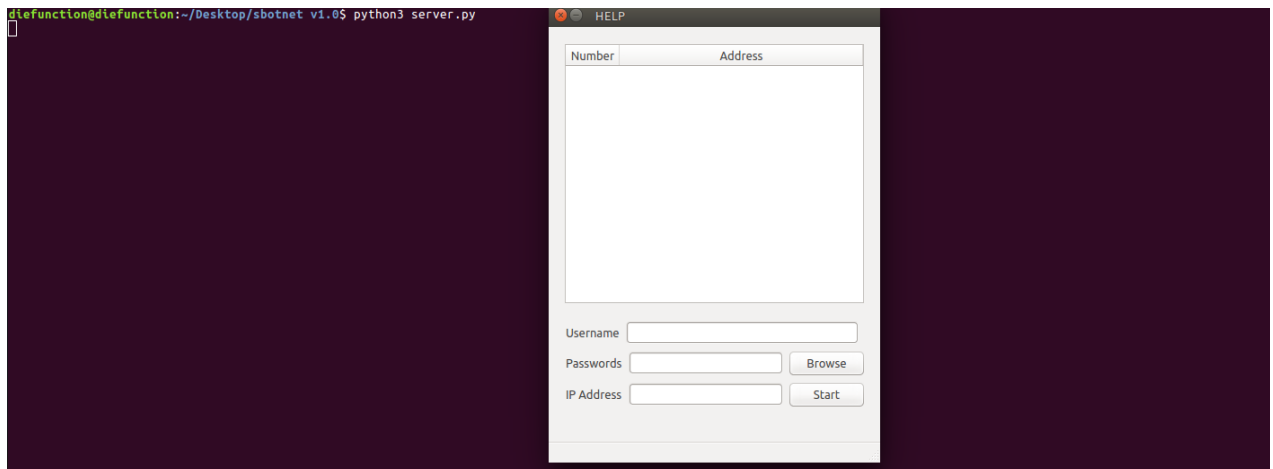 diefunction@diefunction:~/Desktop/sbotnet v1.0$ python3 server.py
HELP
Number Address
Username
Passwords Browse
IP Address Start